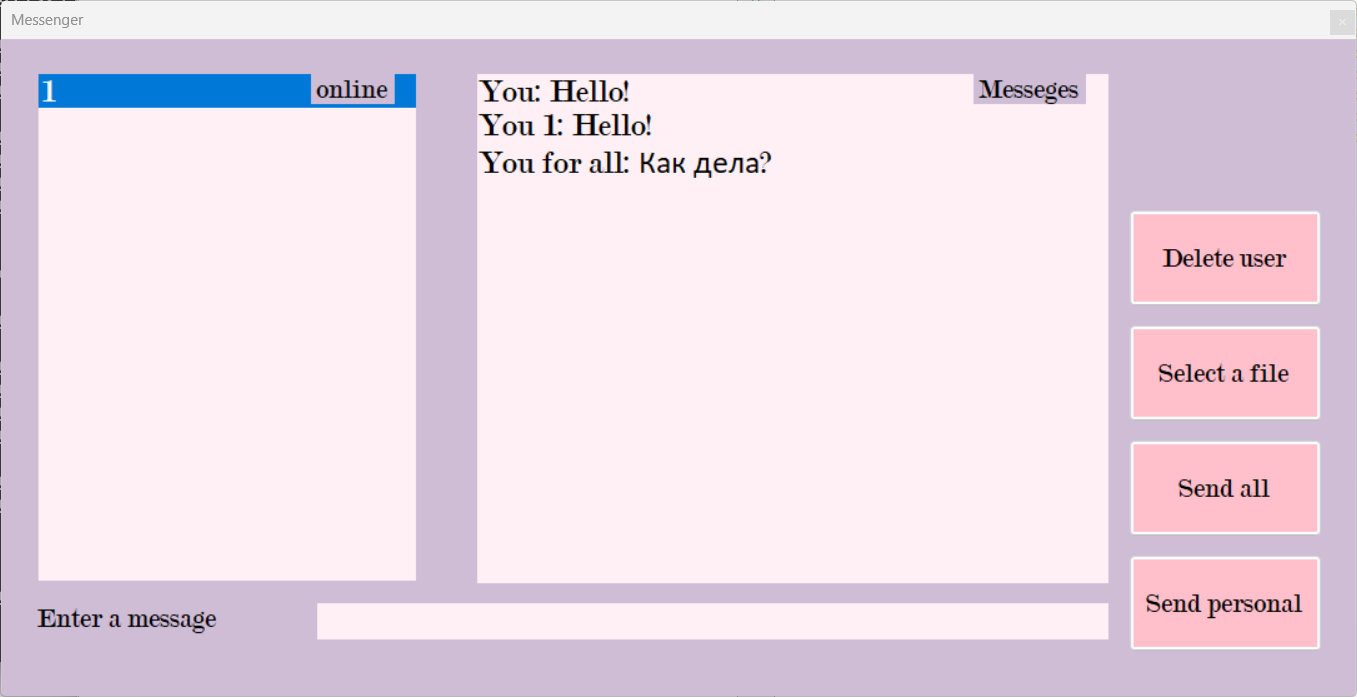 Messenger
1
online
You: Hello!
You 1: Hello!
You for all: Как дела?
Messeges
Delete user
Select a file
Send all
Send personal
Enter a message